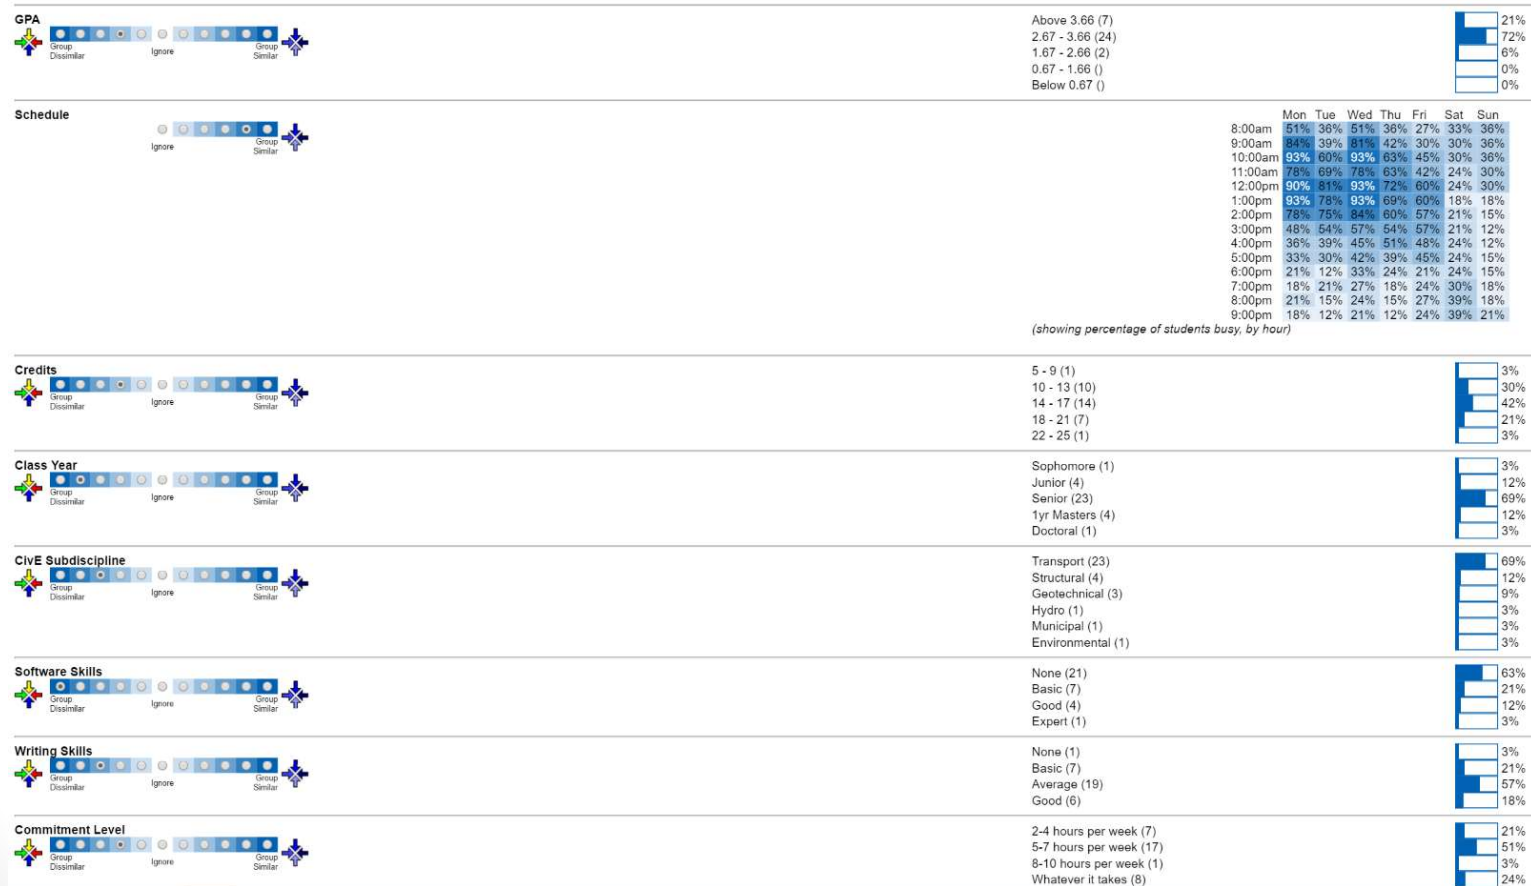 GPA
Group Dissimilar
Ignore
Group Similar
Above 3.66 (7) 21%
2.67 - 3.66 (24) 72%
1.67 - 2.66 (2) 6%
0.67 - 1.66 () 0%
Below 0.67 () 0%
Schedule
Ignore
Group Similar
Mon Tue Wed Thu Fri Sat Sun
8:00am 51% 36% 51% 36% 27% 33% 36%
9:00am 84% 39% 81% 42% 30% 30% 36%
10:00am 93% 60% 93% 63% 45% 30% 36%
11:00am 78% 69% 78% 63% 42% 24% 30%
12:00pm 90% 81% 93% 72% 60% 24% 30%
1:00pm 93% 78% 93% 69% 60% 18% 18%
2:00pm 78% 75% 84% 60% 57% 21% 15%
3:00pm 48% 54% 57% 54% 57% 21% 12%
4:00pm 36% 39% 45% 51% 48% 24% 12%
5:00pm 33% 30% 42% 39% 45% 24% 15%
6:00pm 21% 12% 33% 24% 21% 24% 15%
7:00pm 18% 21% 27% 18% 24% 30% 18%
8:00pm 21% 15% 24% 15% 27% 39% 18%
9:00pm 18% 12% 21% 12% 24% 39% 21%
(showing percentage of students busy, by hour)
Credits
Group Dissimilar
Ignore
Group Similar
5 - 9 (1) 3%
10 - 13 (10) 30%
14 - 17 (14) 42%
18 - 21 (7) 21%
22 - 25 (1) 3%
Class Year
Group Dissimilar
Ignore
Group Similar
Sophomore (1) 3%
Junior (4) 12%
Senior (23) 69%
1yr Masters (4) 12%
Doctoral (1) 3%
CivE Subdiscipline
Group Dissimilar
Ignore
Group Similar
Transport (23) 69%
Structural (4) 12%
Geotechnical (3) 9%
Hydro (1) 3%
Municipal (1) 3%
Environmental (1) 3%
Software Skills
Group Dissimilar
Ignore
Group Similar
None (21) 63%
Basic (7) 21%
Good (4) 12%
Expert (1) 3%
Writing Skills
Group Dissimilar
Ignore
Group Similar
None (1) 3%
Basic (7) 21%
Average (19) 57%
Good (6) 18%
Commitment Level
Group Dissimilar
Ignore
Group Similar
2-4 hours per week (7) 21%
5-7 hours per week (17) 51%
8-10 hours per week (1) 3%
Whatever it takes (8) 24%